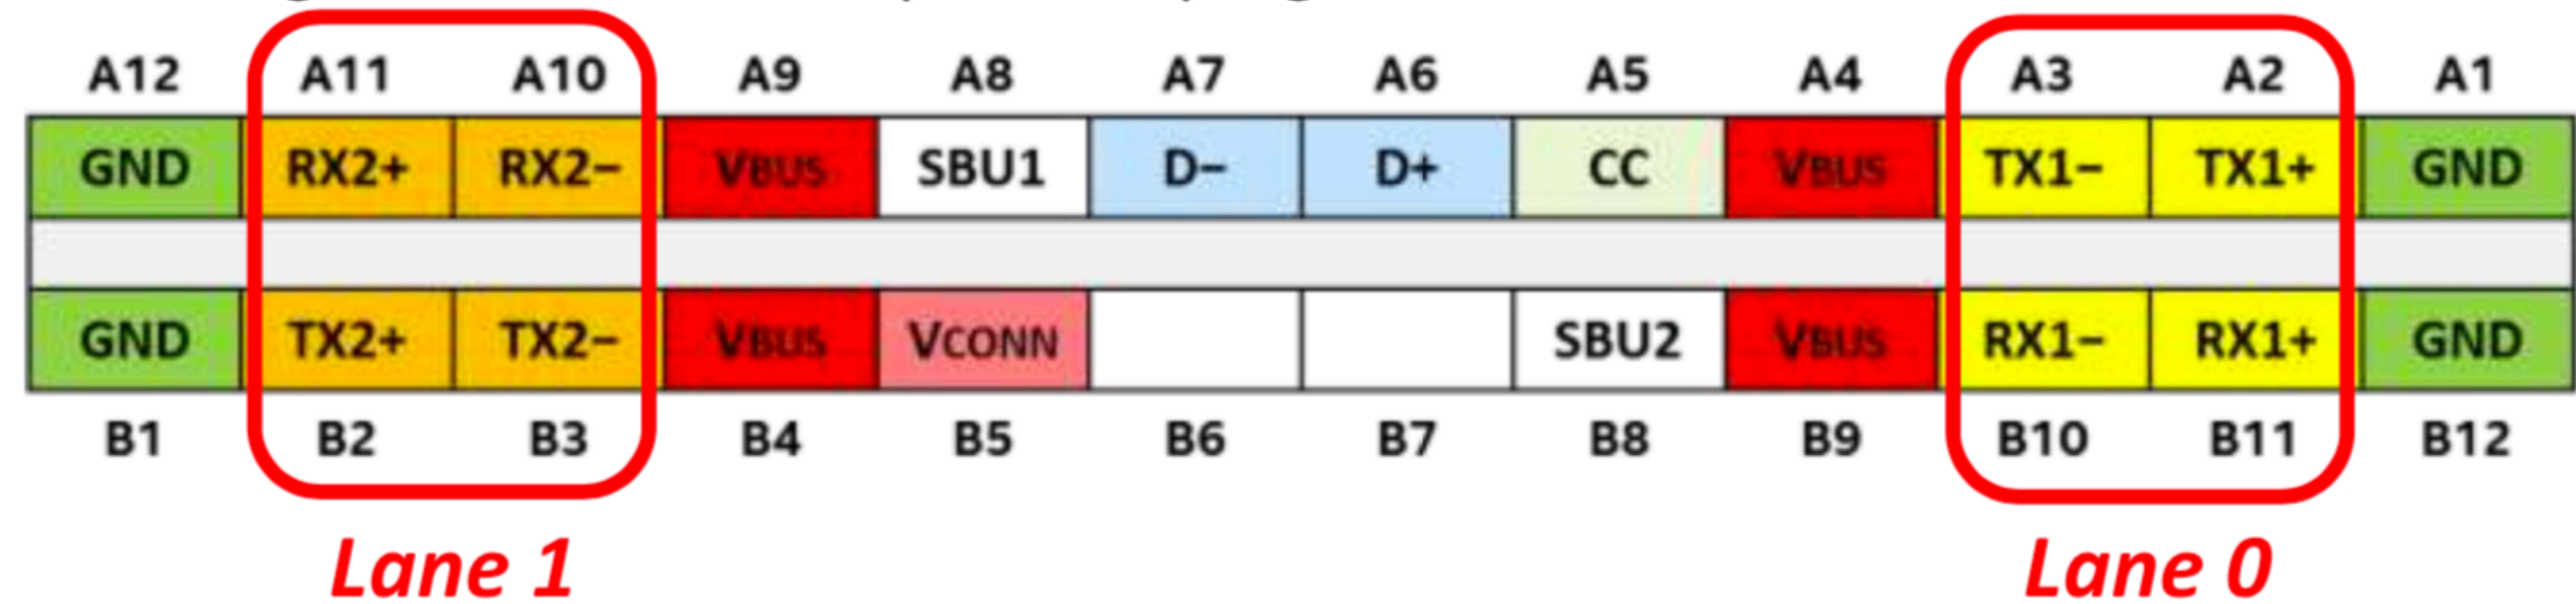 A12 A11 A10 A9 A8 A7 A6 A5 A4 A3 A2 A1
GND RX2+ RX2− VBUS SBU1 D− D+ CC VBUS TX1− TX1+ GND
GND TX2+ TX2− VBUS VCONN SBU2 VBUS RX1− RX1+ GND
B1 B2 B3 B4 B5 B6 B7 B8 B9 B10 B11 B12
Lane 1 Lane 0